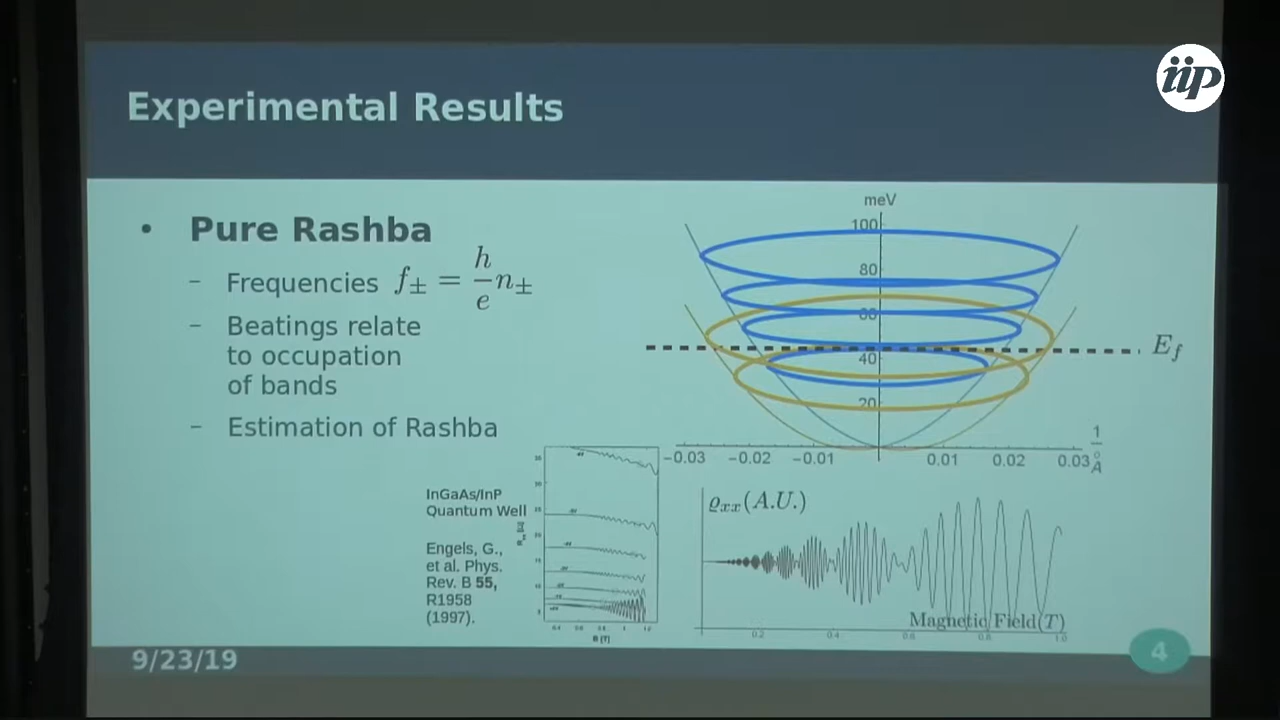 iip
Experimental Results
• Pure Rashba
– Frequencies f± = h/e n±
– Beatings relate
to occupation
of bands
– Estimation of Rashba
meV
100
80
60
40
20
E_f
−0.03 −0.02 −0.01 0.01 0.02 0.03 1/Å
InGaAs/InP
Quantum Well
Engels, G.,
et al. Phys.
Rev. B 55,
R1958
(1997).
B [T]
ϱxx(A.U.)
Magnetic Field(T)
0.2 0.4 0.6 0.8 1.0
9/23/19
4